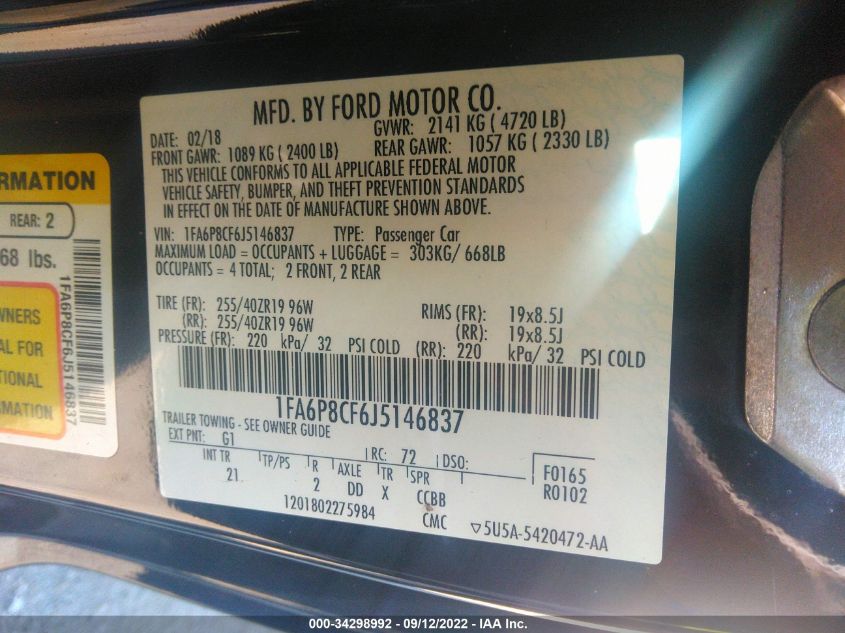 MFD. BY FORD MOTOR CO.
DATE: 02/18
GVWR: 2141 KG ( 4720 LB)
FRONT GAWR: 1089 KG ( 2400 LB)
REAR GAWR: 1057 KG ( 2330 LB)
THIS VEHICLE CONFORMS TO ALL APPLICABLE FEDERAL MOTOR
VEHICLE SAFETY, BUMPER, AND THEFT PREVENTION STANDARDS
IN EFFECT ON THE DATE OF MANUFACTURE SHOWN ABOVE.
VIN: 1FA6P8CF6J5146837 TYPE: Passenger Car
MAXIMUM LOAD = OCCUPANTS + LUGGAGE = 303KG/ 668LB
OCCUPANTS = 4 TOTAL; 2 FRONT, 2 REAR
TIRE (FR): 255/40ZR19 96W RIMS (FR): 19x8.5J
(RR): 255/40ZR19 96W (RR): 19x8.5J
PRESSURE (FR): 220 kPa/ 32 PSI COLD (RR): 220 kPa/ 32 PSI COLD
1FA6P8CF6J5146837
TRAILER TOWING - SEE OWNER GUIDE
EXT PNT: G1 RC: 72 DSO:
INT TR TP/PS R AXLE TR SPR
21 2 DD X CCBB
F0165
R0102
1201802275984 CMC ▽5U5A-5420472-AA
RMATION
REAR: 2
68 lbs.
1FA6P8CF6J5146837
WNERS
AL FOR
TIONAL
RMATION
000-34298992 - 09/12/2022 - IAA Inc.